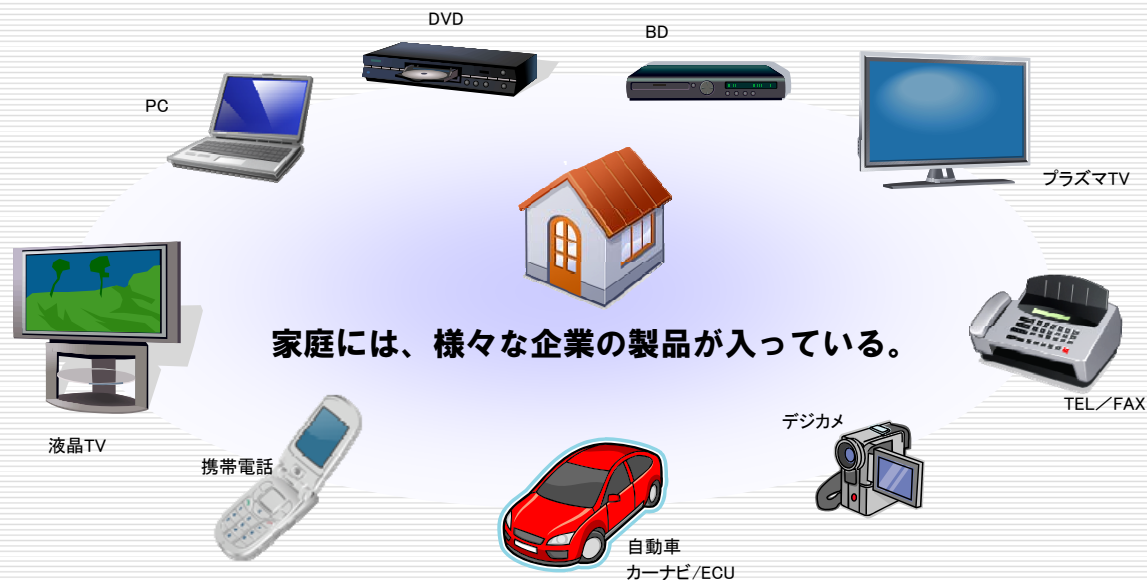 DVD
BD
PC
プラズマTV
家庭には、様々な企業の製品が入っている。
TEL／FAX
デジカメ
液晶TV
携帯電話
自動車
カーナビ/ECU